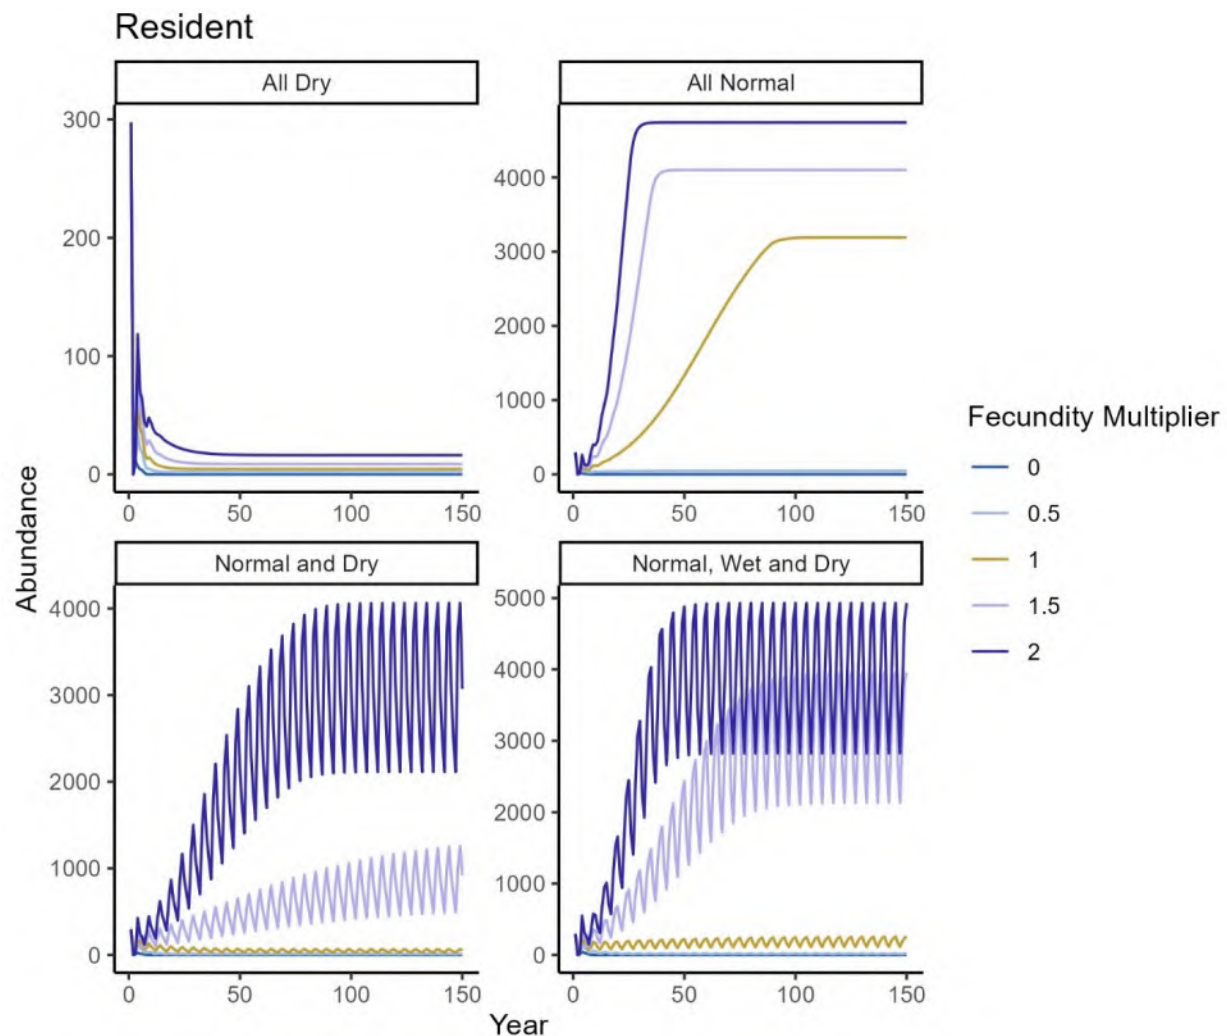 Resident
All Dry
All Normal
300
200
100
0
4000
3000
2000
1000
0
0 50 100 150
0 50 100 150
Normal and Dry
Normal, Wet and Dry
4000
3000
2000
1000
0
5000
4000
3000
2000
1000
0
0 50 100 150
0 50 100 150
Abundance
Year
Fecundity Multiplier
0
0.5
1
1.5
2